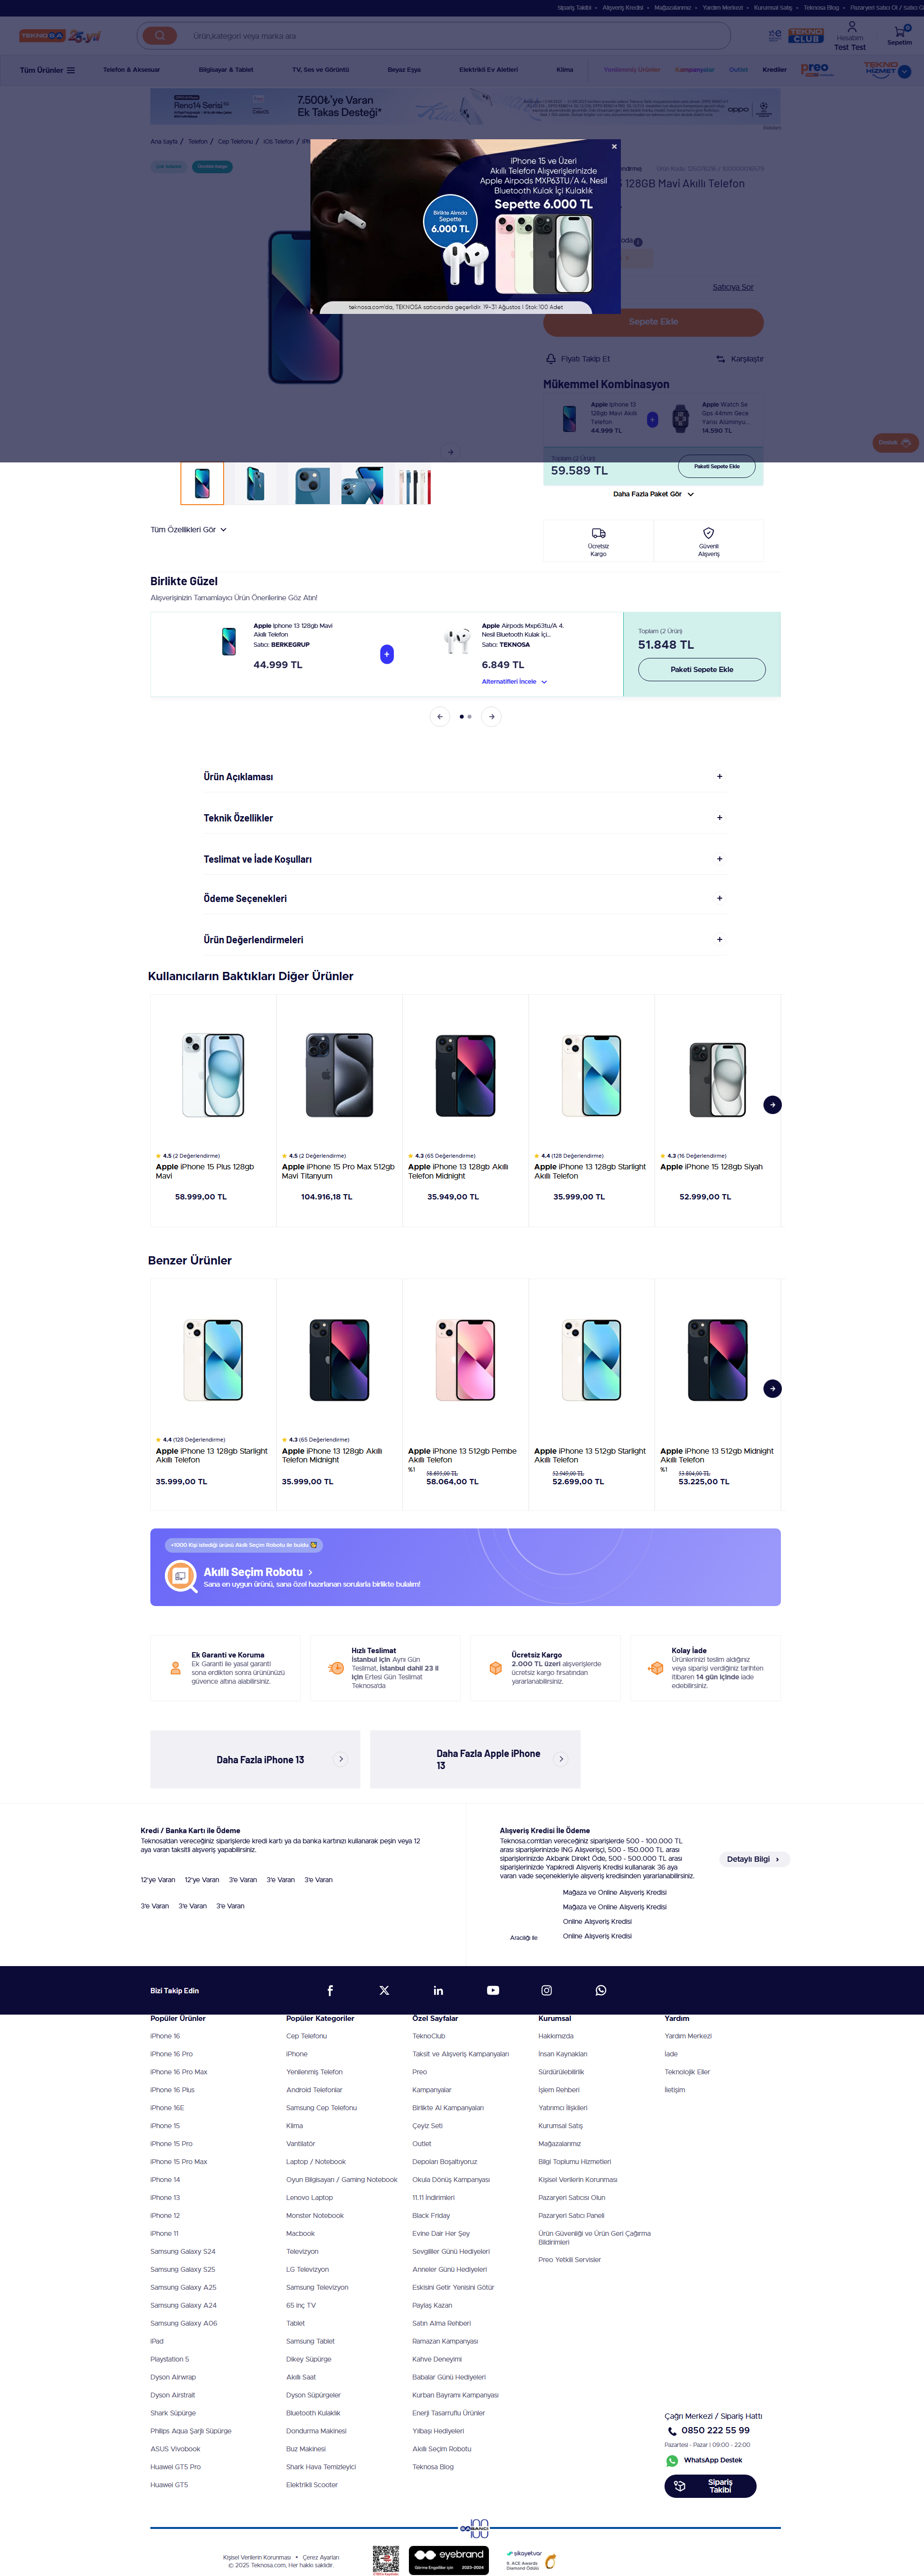 Sipariş Takibi • Alışveriş Kredisi • Mağazalarımız • Yardım Merkezi • Kurumsal Satış • Teknosa Blog • Pazaryeri Satıcı Ol / Satıcı G
TEKNOSA 25.yıl
Ürün,kategori veya marka ara
TEKNO CLUB
Hesabım
Test Test
0
Sepetim
Tüm Ürünler
Telefon & Aksesuar
Bilgisayar & Tablet
TV, Ses ve Görüntü
Beyaz Eşya
Elektrikli Ev Aletleri
Klima
Yenilenmiş Ürünler
Kampanyalar
Outlet
Krediler
preo
TEKNO HİZMET
Reno14 Serisi
7.500₺'ye Varan
Ek Takas Desteği*
oppo
Reklam
Ana Sayfa / Telefon / Cep Telefonu / iOS Telefon /
Ücretsiz Kargo
128GB Mavi Akıllı Telefon
iPhone 15 ve Üzeri
Akıllı Telefon Alışverişlerinizde
Apple Airpods MXP63TU/A 4. Nesil
Bluetooth Kulak İçi Kulaklık
Sepette 6.000 TL
Birlikte Alımda
Sepette
6.000 TL
teknosa.com'da, TEKNOSA satıcısında geçerlidir. 19-31 Ağustos | Stok:100 Adet
Satıcıya Sor
Sepete Ekle
Fiyatı Takip Et
Karşılaştır
Mükemmel Kombinasyon
Apple Iphone 13
128gb Mavi Akıllı
Telefon
44.999 TL
+
Apple Watch Se
Gps 44mm Gece
Yarısı Alüminyu...
14.590 TL
Destek
Toplam (2 Ürün)
59.589 TL
Paketi Sepete Ekle
Daha Fazla Paket Gör
Tüm Özellikleri Gör
Ücretsiz
Kargo
Güvenli
Alışveriş
Birlikte Güzel
Alışverişinizin Tamamlayıcı Ürün Önerilerine Göz Atın!
Apple Iphone 13 128gb Mavi
Akıllı Telefon
Satıcı: BERKEGRUP
44.999 TL
+
Apple Airpods Mxp63tu/A 4.
Nesil Bluetooth Kulak İçi...
Satıcı: TEKNOSA
6.849 TL
Alternatifleri İncele
Toplam (2 Ürün)
51.848 TL
Paketi Sepete Ekle
Ürün Açıklaması +
Teknik Özellikler +
Teslimat ve İade Koşulları +
Ödeme Seçenekleri +
Ürün Değerlendirmeleri +
Kullanıcıların Baktıkları Diğer Ürünler
4.5 (2 Değerlendirme)
Apple iPhone 15 Plus 128gb
Mavi
58.999,00 TL
4.5 (2 Değerlendirme)
Apple iPhone 15 Pro Max 512gb
Mavi Titanyum
104.916,18 TL
4.3 (65 Değerlendirme)
Apple iPhone 13 128gb Akıllı
Telefon Midnight
35.949,00 TL
4.4 (128 Değerlendirme)
Apple iPhone 13 128gb Starlight
Akıllı Telefon
35.999,00 TL
4.3 (16 Değerlendirme)
Apple iPhone 15 128gb Siyah
52.999,00 TL
Benzer Ürünler
4.4 (128 Değerlendirme)
Apple iPhone 13 128gb Starlight
Akıllı Telefon
35.999,00 TL
4.3 (65 Değerlendirme)
Apple iPhone 13 128gb Akıllı
Telefon Midnight
35.999,00 TL
Apple iPhone 13 512gb Pembe
Akıllı Telefon
%1
58.699,00 TL
58.064,00 TL
Apple iPhone 13 512gb Starlight
Akıllı Telefon
52.949,00 TL
52.699,00 TL
Apple iPhone 13 512gb Midnight
Akıllı Telefon
%1
53.804,00 TL
53.225,00 TL
+1000 Kişi istediği ürünü Akıllı Seçim Robotu ile buldu
Akıllı Seçim Robotu
Sana en uygun ürünü, sana özel hazırlanan sorularla birlikte bulalım!
Ek Garanti ve Koruma
Ek Garanti ile yasal garanti
sona erdikten sonra ürününüzü
güvence altına alabilirsiniz.
Hızlı Teslimat
İstanbul için Aynı Gün
Teslimat, İstanbul dahil 23 il
için Ertesi Gün Teslimat
Teknosa'da
Ücretsiz Kargo
2.000 TL üzeri alışverişlerde
ücretsiz kargo fırsatından
yararlanabilirsiniz.
Kolay İade
Ürünlerinizi teslim aldığınız
veya siparişi verdiğiniz tarihten
itibaren 14 gün içinde iade
edebilirsiniz.
Daha Fazla iPhone 13
Daha Fazla Apple iPhone
13
Kredi / Banka Kartı ile Ödeme
Teknosa'dan vereceğiniz siparişlerde kredi kartı ya da banka kartınızı kullanarak peşin veya 12
aya varan taksitli alışveriş yapabilirsiniz.
12'ye Varan 12'ye Varan 3'e Varan 3'e Varan 3'e Varan
3'e Varan 3'e Varan 3'e Varan
Alışveriş Kredisi İle Ödeme
Teknosa.com'dan vereceğiniz siparişlerde 500 - 100.000 TL
arası siparişlerinizde ING Alışverişçi, 500 - 150.000 TL arası
siparişlerinizde Akbank Direkt Öde, 500 - 500.000 TL arası
siparişlerinizde Yapıkredi Alışveriş Kredisi kullanarak 36 aya
varan vade seçenekleriyle alışveriş kredisinden yararlanabilirsiniz.
Detaylı Bilgi
Mağaza ve Online Alışveriş Kredisi
Mağaza ve Online Alışveriş Kredisi
Online Alışveriş Kredisi
Aracılığı ile
Online Alışveriş Kredisi
Bizi Takip Edin
Popüler Ürünler
iPhone 16
iPhone 16 Pro
iPhone 16 Pro Max
iPhone 16 Plus
iPhone 16E
iPhone 15
iPhone 15 Pro
iPhone 15 Pro Max
iPhone 14
iPhone 13
iPhone 12
iPhone 11
Samsung Galaxy S24
Samsung Galaxy S25
Samsung Galaxy A25
Samsung Galaxy A24
Samsung Galaxy A06
iPad
Playstation 5
Dyson Airwrap
Dyson Airstrait
Shark Süpürge
Philips Aqua Şarjlı Süpürge
ASUS Vivobook
Huawei GT5 Pro
Huawei GT5
Popüler Kategoriler
Cep Telefonu
iPhone
Yenilenmiş Telefon
Android Telefonlar
Samsung Cep Telefonu
Klima
Vantilatör
Laptop / Notebook
Oyun Bilgisayarı / Gaming Notebook
Lenovo Laptop
Monster Notebook
Macbook
Televizyon
LG Televizyon
Samsung Televizyon
65 inç TV
Tablet
Samsung Tablet
Dikey Süpürge
Akıllı Saat
Dyson Süpürgeler
Bluetooth Kulaklık
Dondurma Makinesi
Buz Makinesi
Shark Hava Temizleyici
Elektrikli Scooter
Özel Sayfalar
TeknoClub
Taksit ve Alışveriş Kampanyaları
Preo
Kampanyalar
Birlikte Al Kampanyaları
Çeyiz Seti
Outlet
Depoları Boşaltıyoruz
Okula Dönüş Kampanyası
11.11 İndirimleri
Black Friday
Evine Dair Her Şey
Sevgililer Günü Hediyeleri
Anneler Günü Hediyeleri
Eskisini Getir Yenisini Götür
Paylaş Kazan
Satın Alma Rehberi
Ramazan Kampanyası
Kahve Deneyimi
Babalar Günü Hediyeleri
Kurban Bayramı Kampanyası
Enerji Tasarruflu Ürünler
Yılbaşı Hediyeleri
Akıllı Seçim Robotu
Teknosa Blog
Kurumsal
Hakkımızda
İnsan Kaynakları
Sürdürülebilirlik
İşlem Rehberi
Yatırımcı İlişkileri
Kurumsal Satış
Mağazalarımız
Bilgi Toplumu Hizmetleri
Kişisel Verilerin Korunması
Pazaryeri Satıcısı Olun
Pazaryeri Satıcı Paneli
Ürün Güvenliği ve Ürün Geri Çağırma
Bildirimleri
Preo Yetkili Servisler
Yardım
Yardım Merkezi
İade
Teknolojik Eller
İletişim
Çağrı Merkezi / Sipariş Hattı
0850 222 55 99
Pazartesi - Pazar | 09:00 - 22:00
WhatsApp Destek
Sipariş
Takibi
SABANCI 100
Kişisel Verilerin Korunması • Çerez Ayarları
© 2025 Teknosa.com, Her hakkı saklıdır.
eyebrand
Görme Engelliler için 2023-2024
şikayetvar
9. ACE Awards
Diamond Ödülü